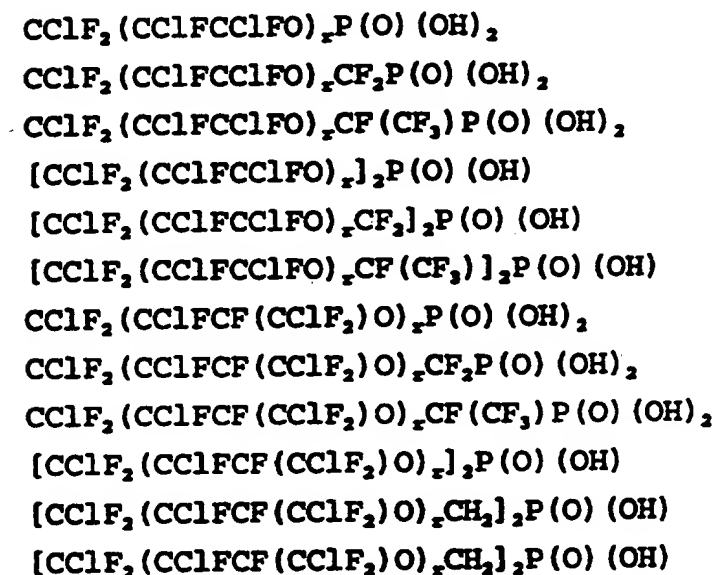 CClF₂(CClFCClFO)ₓP(O)(OH)₂
CClF₂(CClFCClFO)ₓCF₂P(O)(OH)₂
CClF₂(CClFCClFO)ₓCF(CF₃)P(O)(OH)₂
[CClF₂(CClFCClFO)ₓ]₂P(O)(OH)
[CClF₂(CClFCClFO)ₓCF₂]₂P(O)(OH)
[CClF₂(CClFCClFO)ₓCF(CF₃)]₂P(O)(OH)
CClF₂(CClFCF(CClF₂)O)ₓP(O)(OH)₂
CClF₂(CClFCF(CClF₂)O)ₓCF₂P(O)(OH)₂
CClF₂(CClFCF(CClF₂)O)ₓCF(CF₃)P(O)(OH)₂
[CClF₂(CClFCF(CClF₂)O)ₓ]₂P(O)(OH)
[CClF₂(CClFCF(CClF₂)O)ₓCH₂]₂P(O)(OH)
[CClF₂(CClFCF(CClF₂)O)ₓCH₂]₂P(O)(OH)